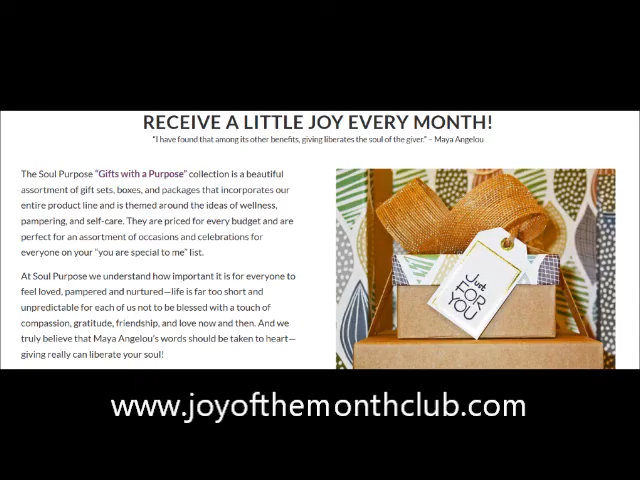 RECEIVE A LITTLE JOY EVERY MONTH!
"I have found that among its other benefits, giving liberates the soul of the giver." – Maya Angelou
The Soul Purpose "Gifts with a Purpose" collection is a beautiful
assortment of gift sets, boxes, and packages that incorporates our
entire product line and is themed around the ideas of wellness,
pampering, and self-care. They are priced for every budget and are
perfect for an assortment of occasions and celebrations for
everyone on your "you are special to me" list.
At Soul Purpose we understand how important it is for everyone to
feel loved, pampered and nurtured—life is far too short and
unpredictable for each of us not to be blessed with a touch of
compassion, gratitude, friendship, and love now and then. And we
truly believe that Maya Angelou's words should be taken to heart—
giving really can liberate your soul!
Just
FOR
YOU
www.joyofthemonthclub.com